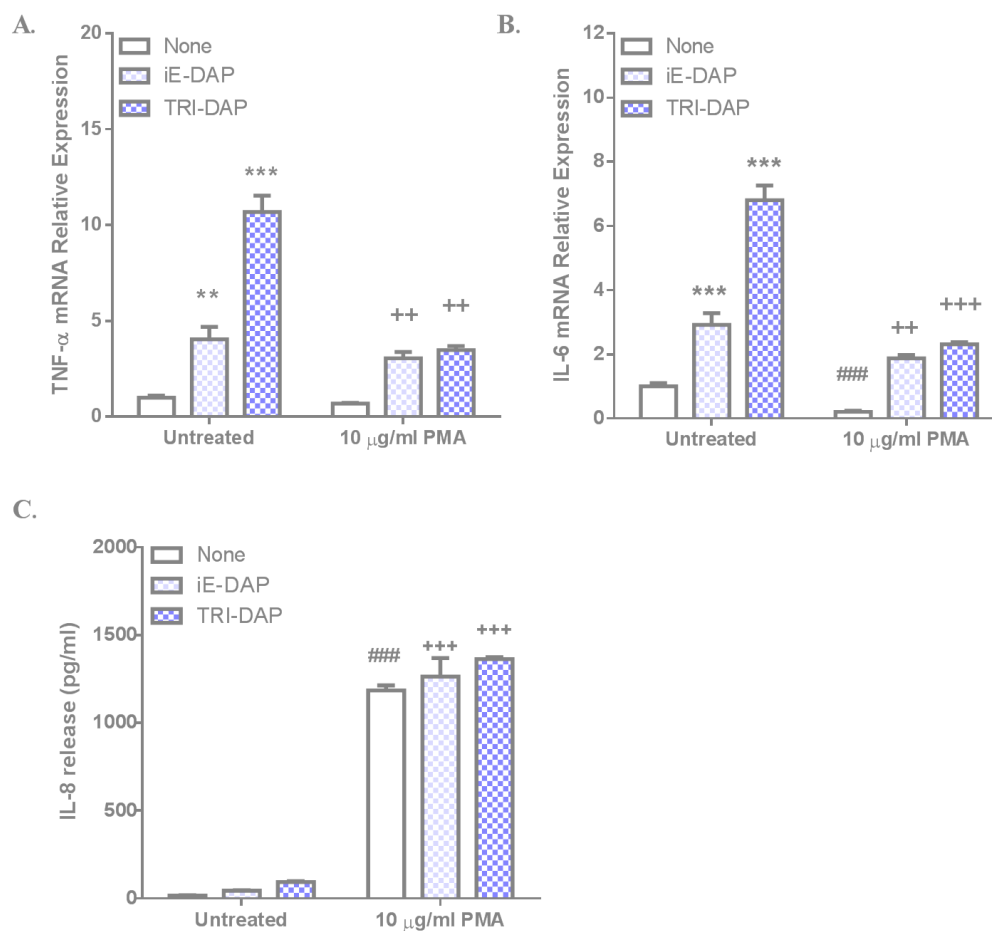 A.
TNF-α mRNA Relative Expression
20
15
10
5
0
None
iE-DAP
TRI-DAP
**
***
++
++
Untreated
10 μg/ml PMA
B.
IL-6 mRNA Relative Expression
12
10
8
6
4
2
0
None
iE-DAP
TRI-DAP
***
***
###
++
+++
Untreated
10 μg/ml PMA
C.
IL-8 release (pg/ml)
2000
1500
1000
500
0
None
iE-DAP
TRI-DAP
###
+++
+++
Untreated
10 μg/ml PMA